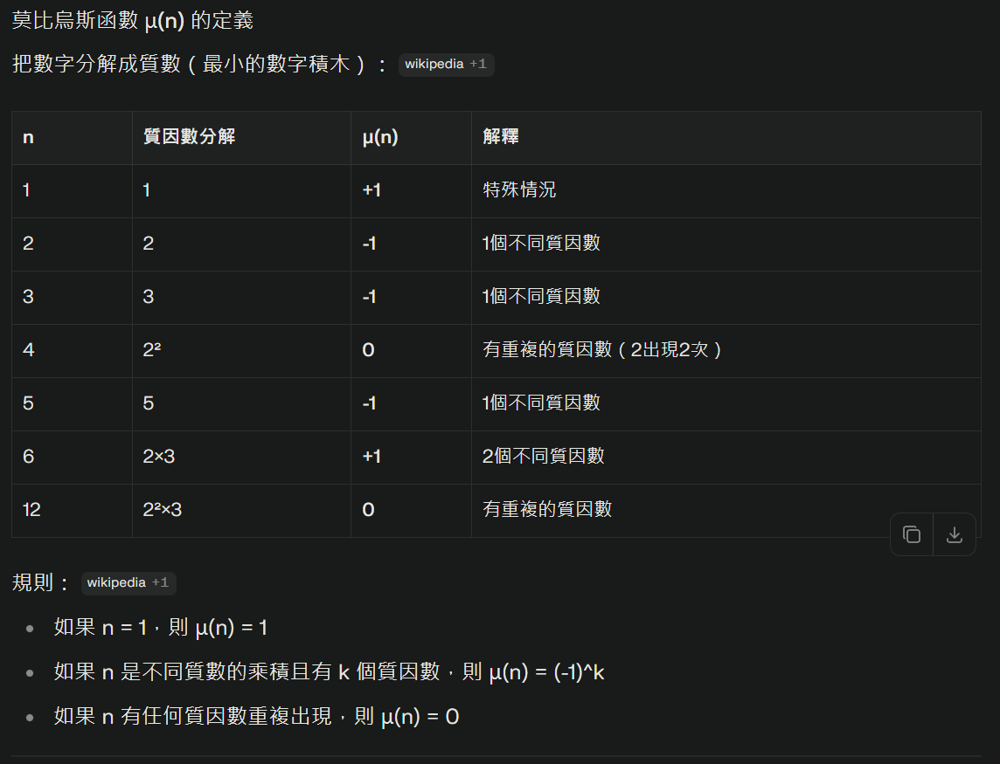 莫比烏斯函數 μ(n) 的定義
把數字分解成質數（最小的數字積木）： wikipedia +1
n 質因數分解 μ(n) 解釋
1 1 +1 特殊情況
2 2 -1 1個不同質因數
3 3 -1 1個不同質因數
4 2² 0 有重複的質因數（2出現2次）
5 5 -1 1個不同質因數
6 2×3 +1 2個不同質因數
12 2²×3 0 有重複的質因數
規則： wikipedia +1
• 如果 n = 1，則 μ(n) = 1
• 如果 n 是不同質數的乘積且有 k 個質因數，則 μ(n) = (-1)^k
• 如果 n 有任何質因數重複出現，則 μ(n) = 0